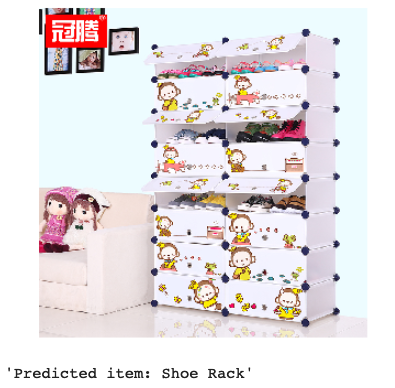 冠腾
'Predicted item: Shoe Rack'